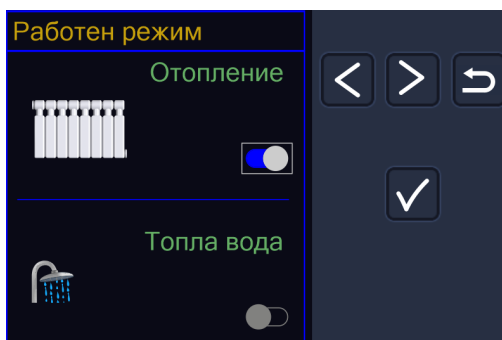 Работен режим
Отопление
Топла вода